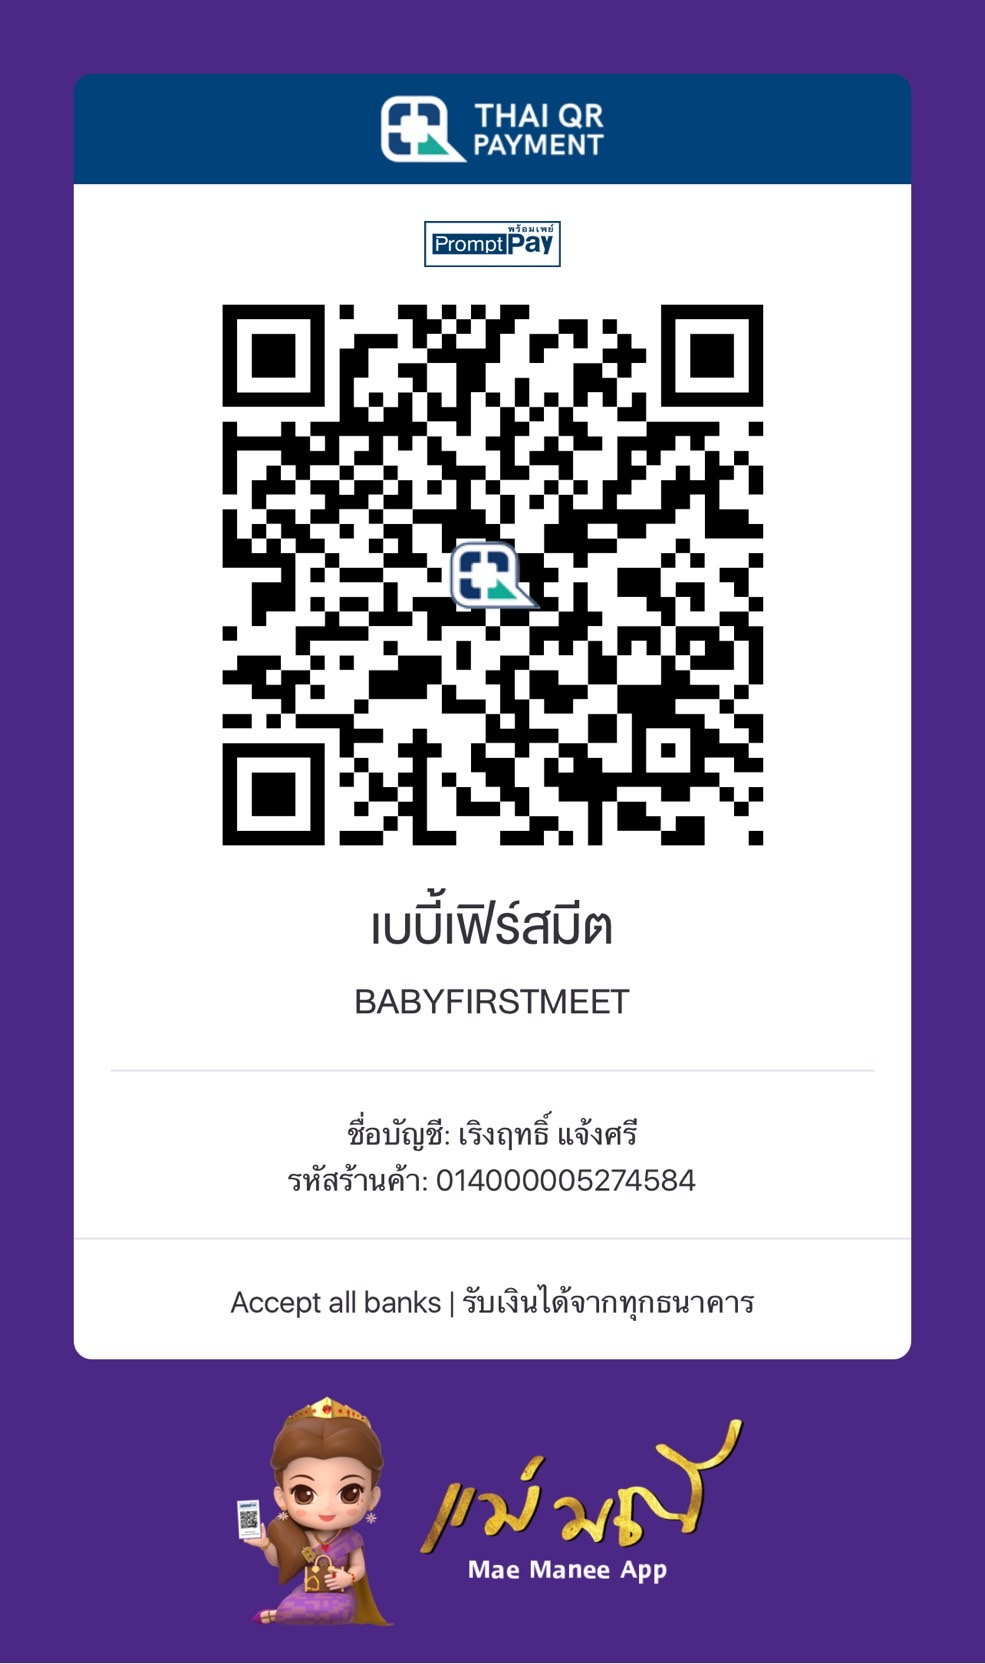 THAI QR
PAYMENT
พร้อมเพย์
PromptPay
เบบี้เฟิร์สมีต
BABYFIRSTMEET
ชื่อบัญชี: เริงฤทธิ์ แจ้งศรี
รหัสร้านค้า: 014000005274584
Accept all banks | รับเงินได้จากทุกธนาคาร
แม่มณี
Mae Manee App